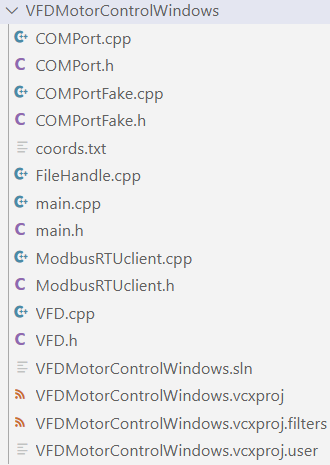 VFDMotorControlWindows
COMPort.cpp
COMPort.h
COMPortFake.cpp
COMPortFake.h
coords.txt
FileHandle.cpp
main.cpp
main.h
ModbusRTUclient.cpp
ModbusRTUclient.h
VFD.cpp
VFD.h
VFDMotorControlWindows.sln
VFDMotorControlWindows.vcxproj
VFDMotorControlWindows.vcxproj.filters
VFDMotorControlWindows.vcxproj.user